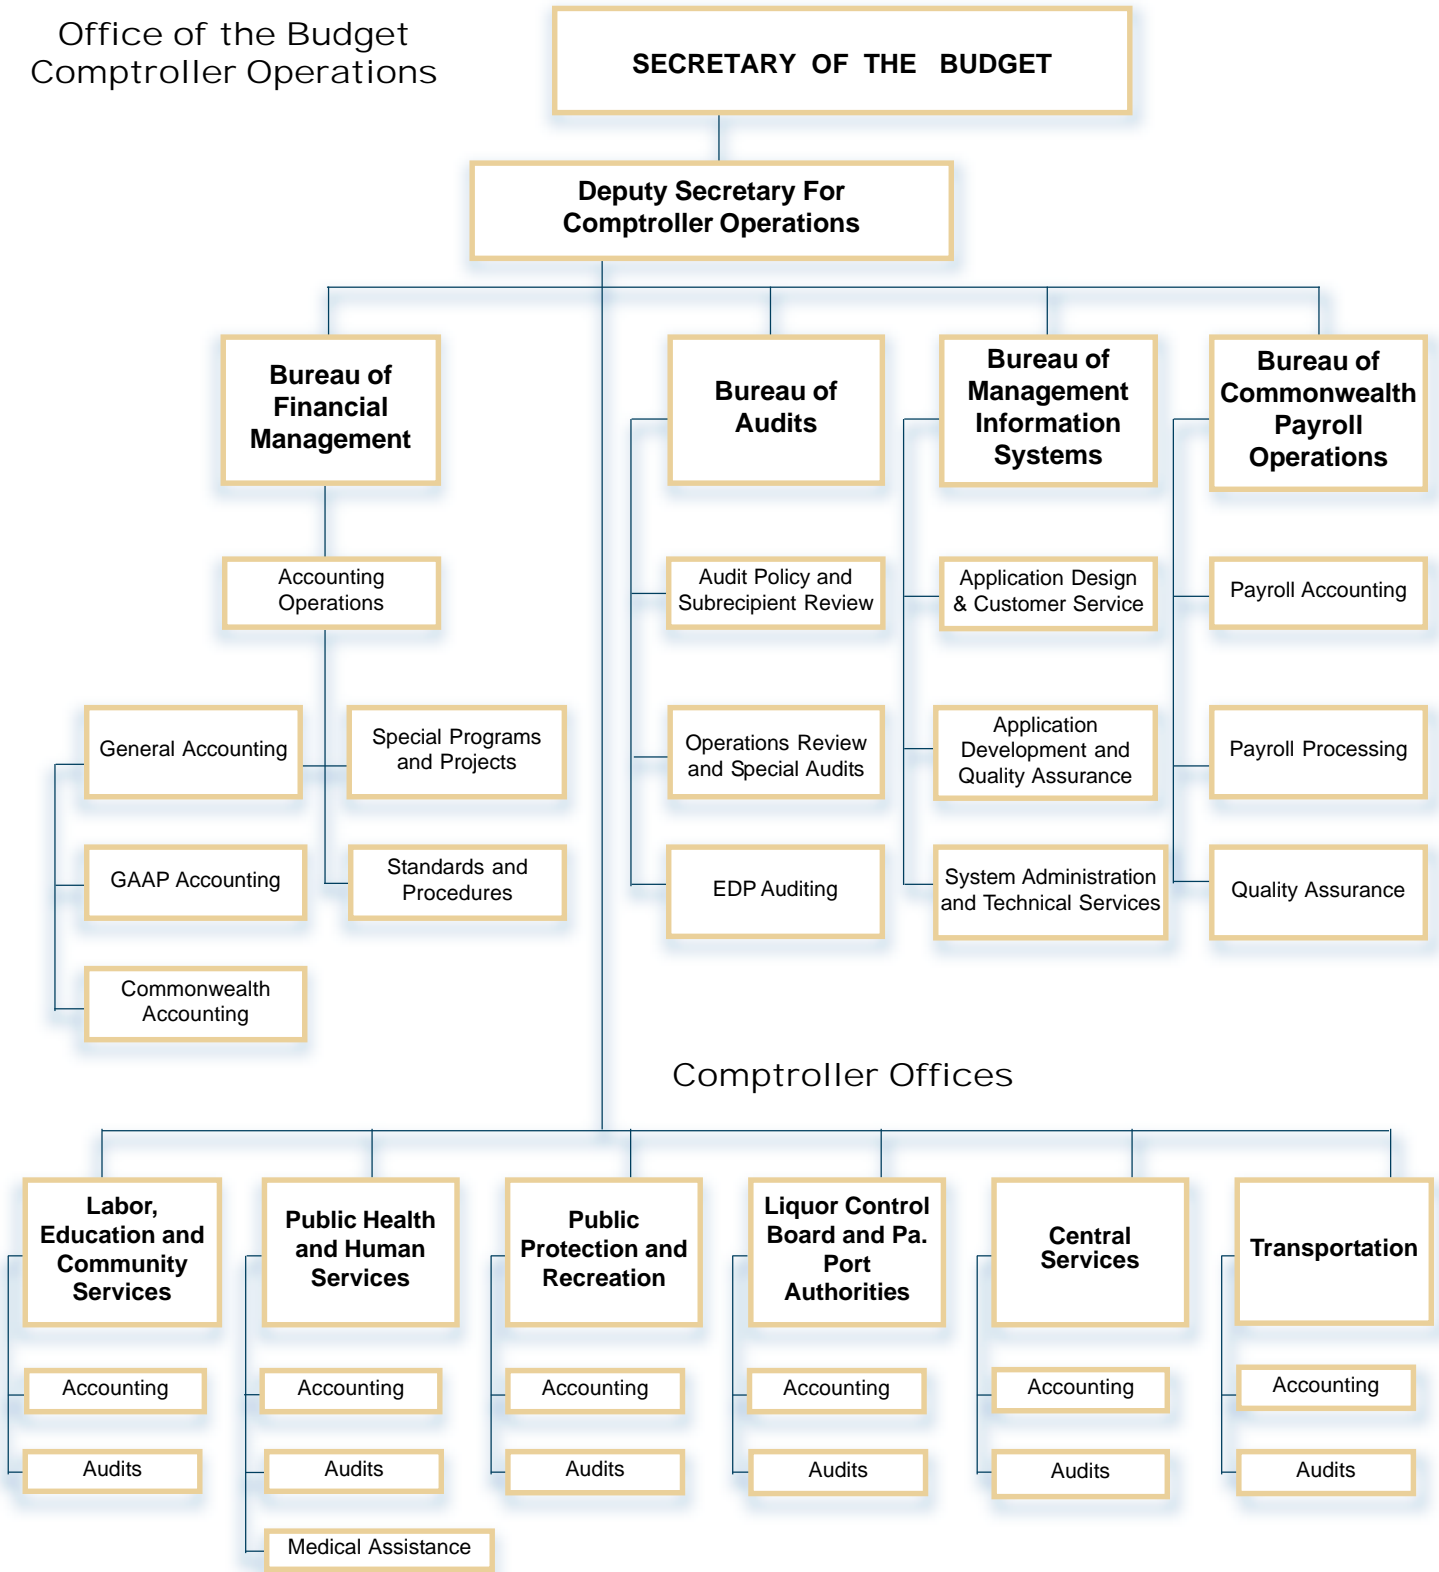 Office of the Budget
Comptroller Operations
SECRETARY OF THE BUDGET
Deputy Secretary For
Comptroller Operations
Bureau of
Financial
Management
Bureau of
Audits
Bureau of
Management
Information
Systems
Bureau of
Commonwealth
Payroll
Operations
Accounting
Operations
Audit Policy and
Subrecipient Review
Application Design
& Customer Service
Payroll Accounting
General Accounting
Special Programs
and Projects
Operations Review
and Special Audits
Application
Development and
Quality Assurance
Payroll Processing
GAAP Accounting
Standards and
Procedures
EDP Auditing
System Administration
and Technical Services
Quality Assurance
Commonwealth
Accounting
Comptroller Offices
Labor,
Education and
Community
Services
Public Health
and Human
Services
Public
Protection and
Recreation
Liquor Control
Board and Pa.
Port
Authorities
Central
Services
Transportation
Accounting
Accounting
Accounting
Accounting
Accounting
Accounting
Audits
Audits
Audits
Audits
Audits
Audits
Medical Assistance